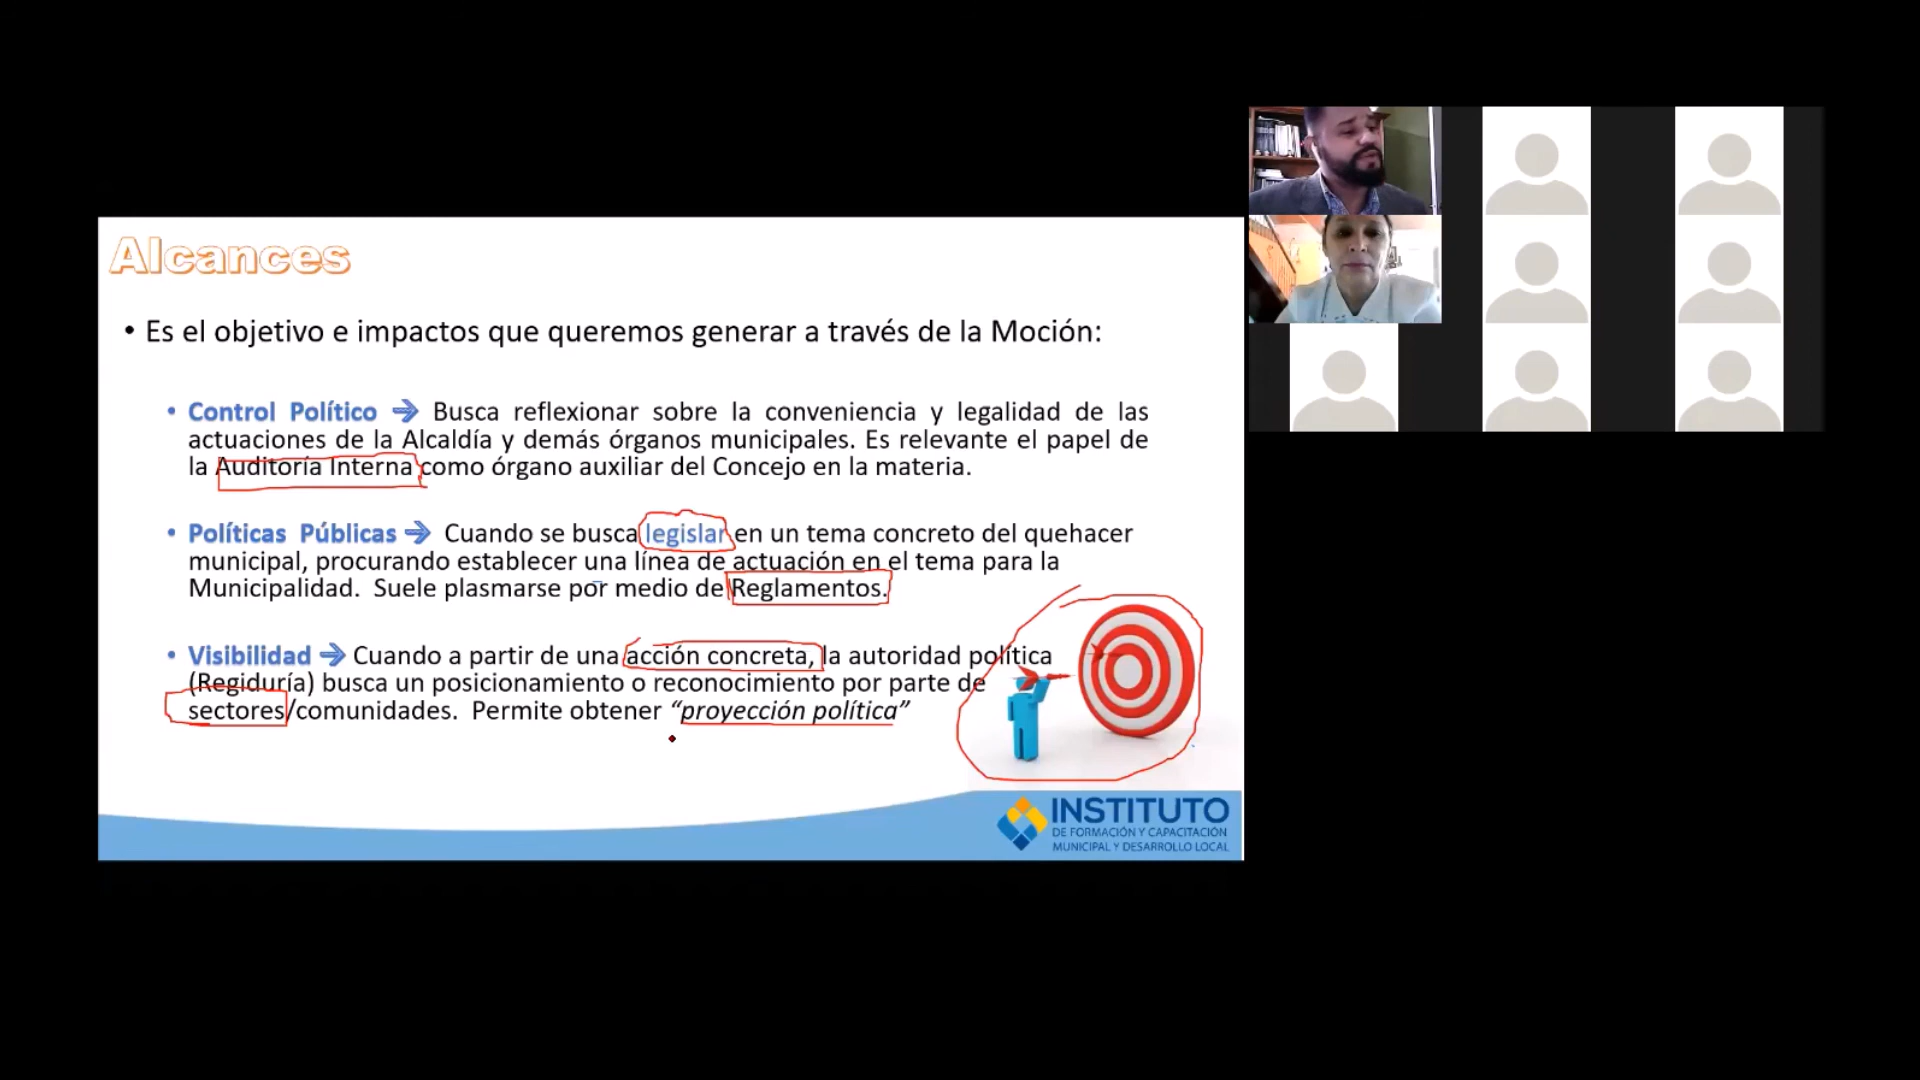 Alcances
• Es el objetivo e impactos que queremos generar a través de la Moción:
• Control Político → Busca reflexionar sobre la conveniencia y legalidad de las
actuaciones de la Alcaldía y demás órganos municipales. Es relevante el papel de
la Auditoría Interna como órgano auxiliar del Concejo en la materia.
• Políticas Públicas → Cuando se busca legislar en un tema concreto del quehacer
municipal, procurando establecer una línea de actuación en el tema para la
Municipalidad. Suele plasmarse por medio de Reglamentos.
• Visibilidad → Cuando a partir de una acción concreta, la autoridad política
(Regiduría) busca un posicionamiento o reconocimiento por parte de
sectores/comunidades. Permite obtener “proyección política”
INSTITUTO
DE FORMACIÓN Y CAPACITACIÓN
MUNICIPAL Y DESARROLLO LOCAL